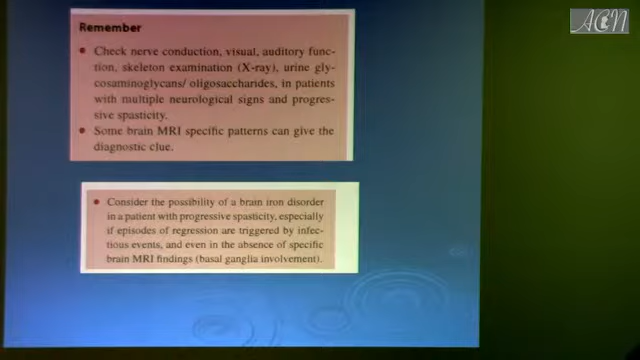 ACN
Remember
• Check nerve conduction, visual, auditory func-
tion, skeleton examination (X-ray), urine gly-
cosaminoglycans/ oligosaccharides, in patients
with multiple neurological signs and progres-
sive spasticity.
• Some brain MRI specific patterns can give the
diagnostic clue.
• Consider the possibility of a brain iron disorder
in a patient with progressive spasticity, especially
if episodes of regression are triggered by infec-
tious events, and even in the absence of specific
brain MRI findings (basal ganglia involvement).